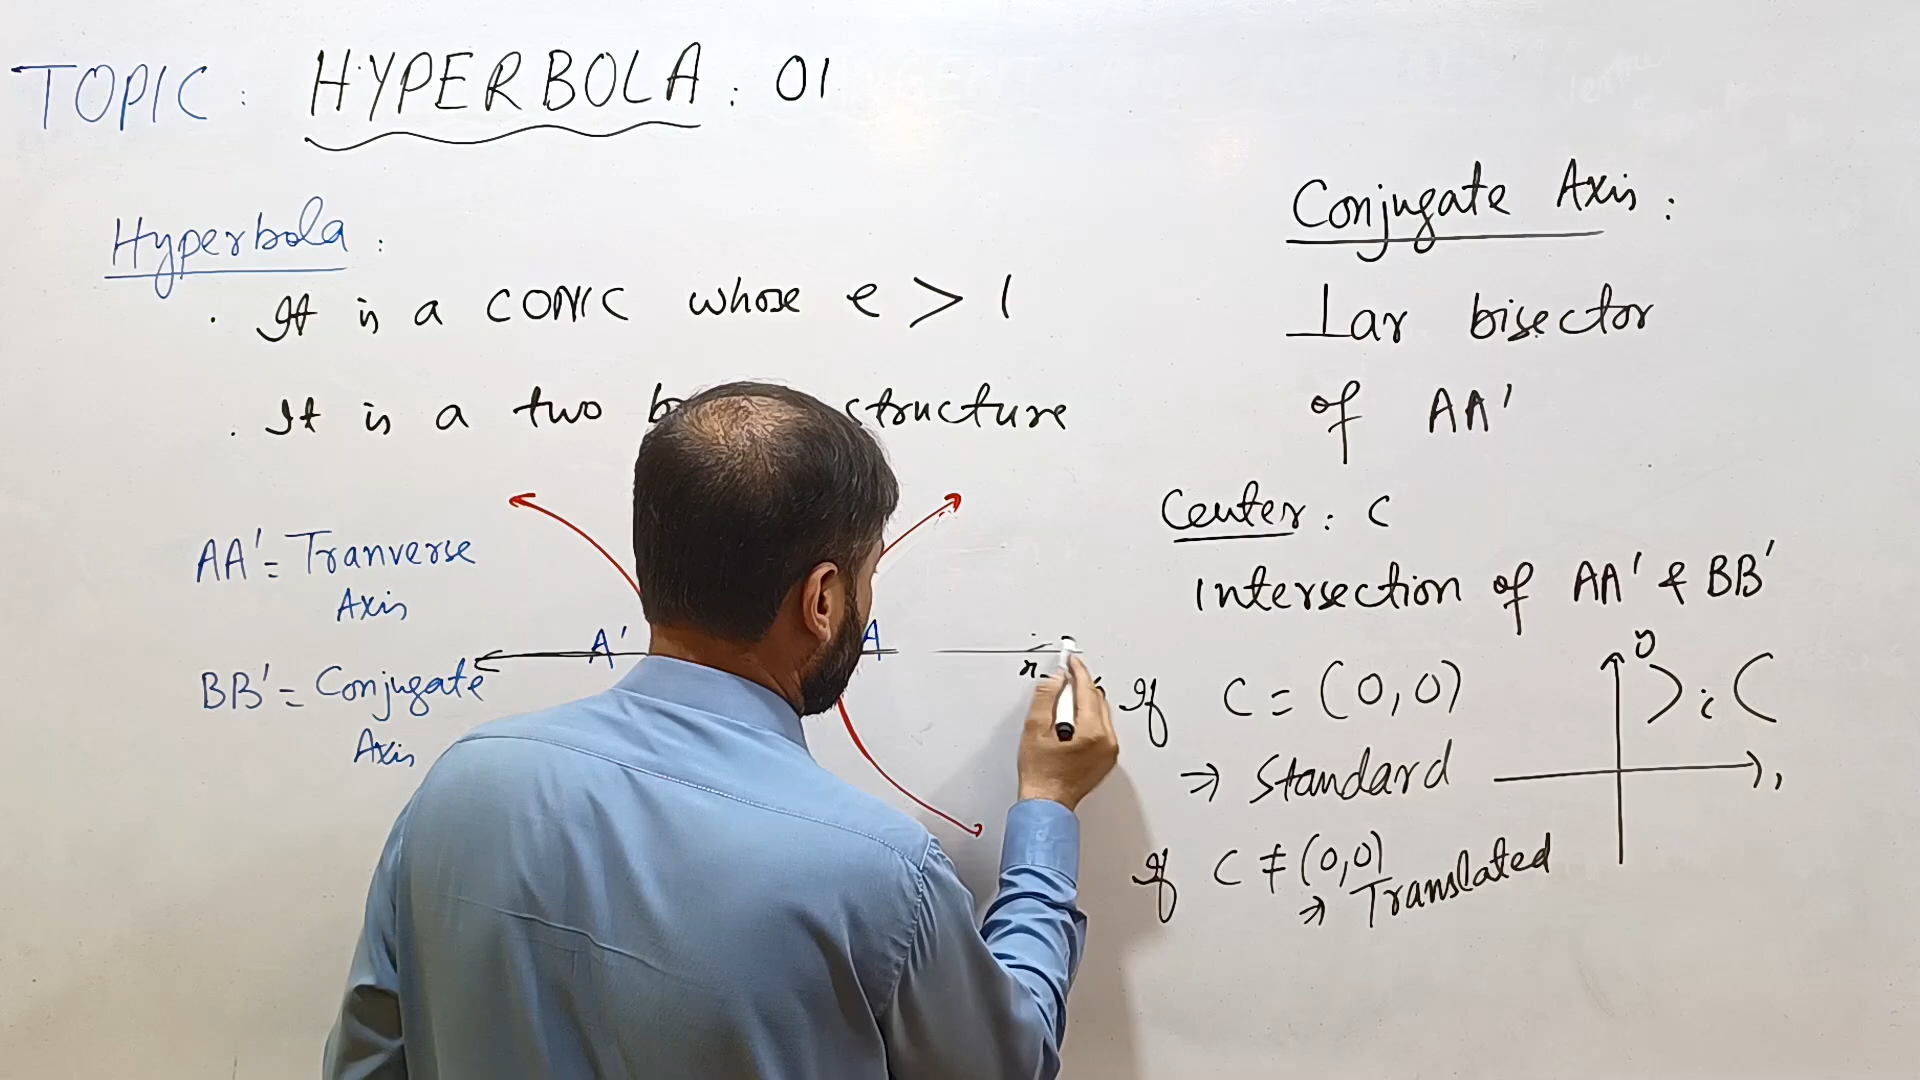 TOPIC: HYPERBOLA: 01
Hyperbola:
. It is a CONIC whose e > 1
. It is a two structure
AA' = Tranverse
Axis
A' A
BB' = Conjugate
Axis
Conjugate Axis:
⊥ar bisector
of AA'
Center: C
Intersection of AA' & BB'
y
If C = (0,0)
⇒ Standard
If C ≠ (0,0)
⇒ Translated